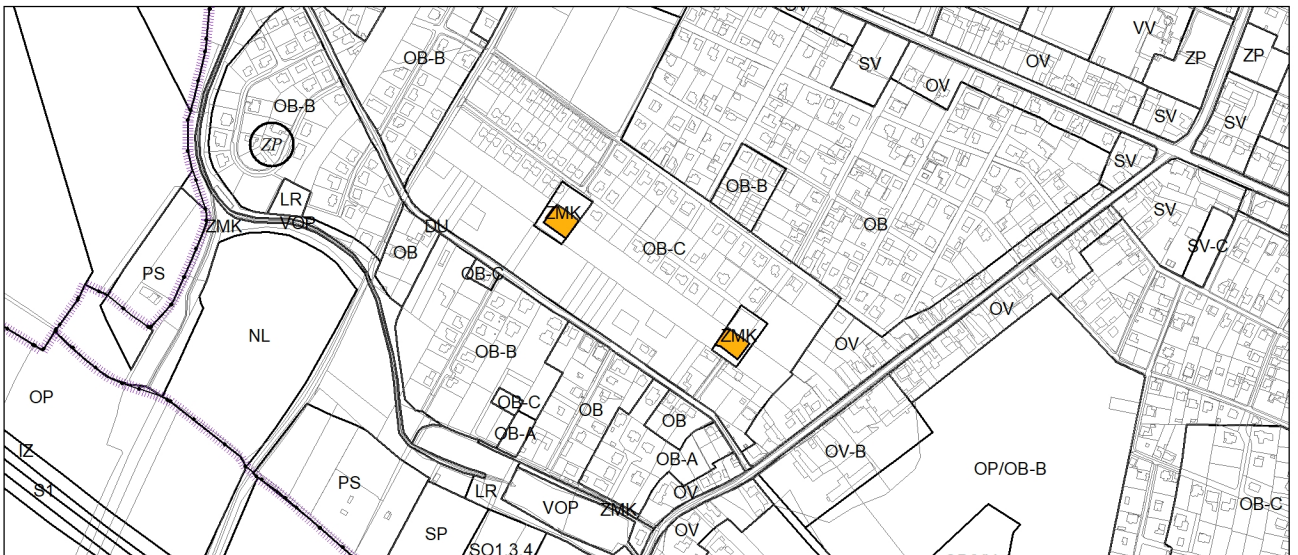 OV
VV
ZP
ZP
OB-B
SV
OV
OV
SV
SV
OB-B
ZP
SV
OB-B
LR
ZMK
ZMK
VOP
DU
OB
OB-C
OB
SV
SV-C
PS
OB-C
OV
NL
ZMK
OV
OB-B
OP
OB-C
OB
OB
OB-A
IZ
OB-A
OV-B
OP/OB-B
S1
PS
LR
VOP
ZMK
OV
OV
OB-C
SP
SO1,3,4